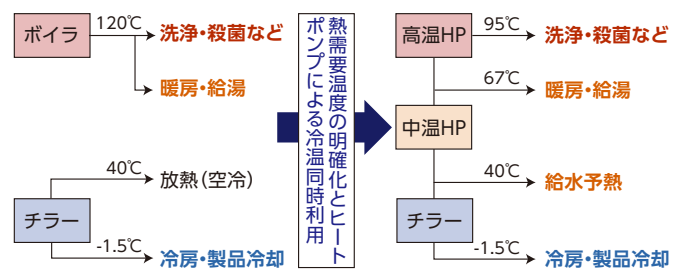 ボイラ
120℃
洗浄・殺菌など
暖房・給湯
40℃
放熱（空冷）
チラー
-1.5℃
冷房・製品冷却
熱需要温度の明確化とヒート
ポンプによる冷温同時利用
高温HP
95℃
洗浄・殺菌など
67℃
暖房・給湯
中温HP
40℃
給水予熱
チラー
-1.5℃
冷房・製品冷却